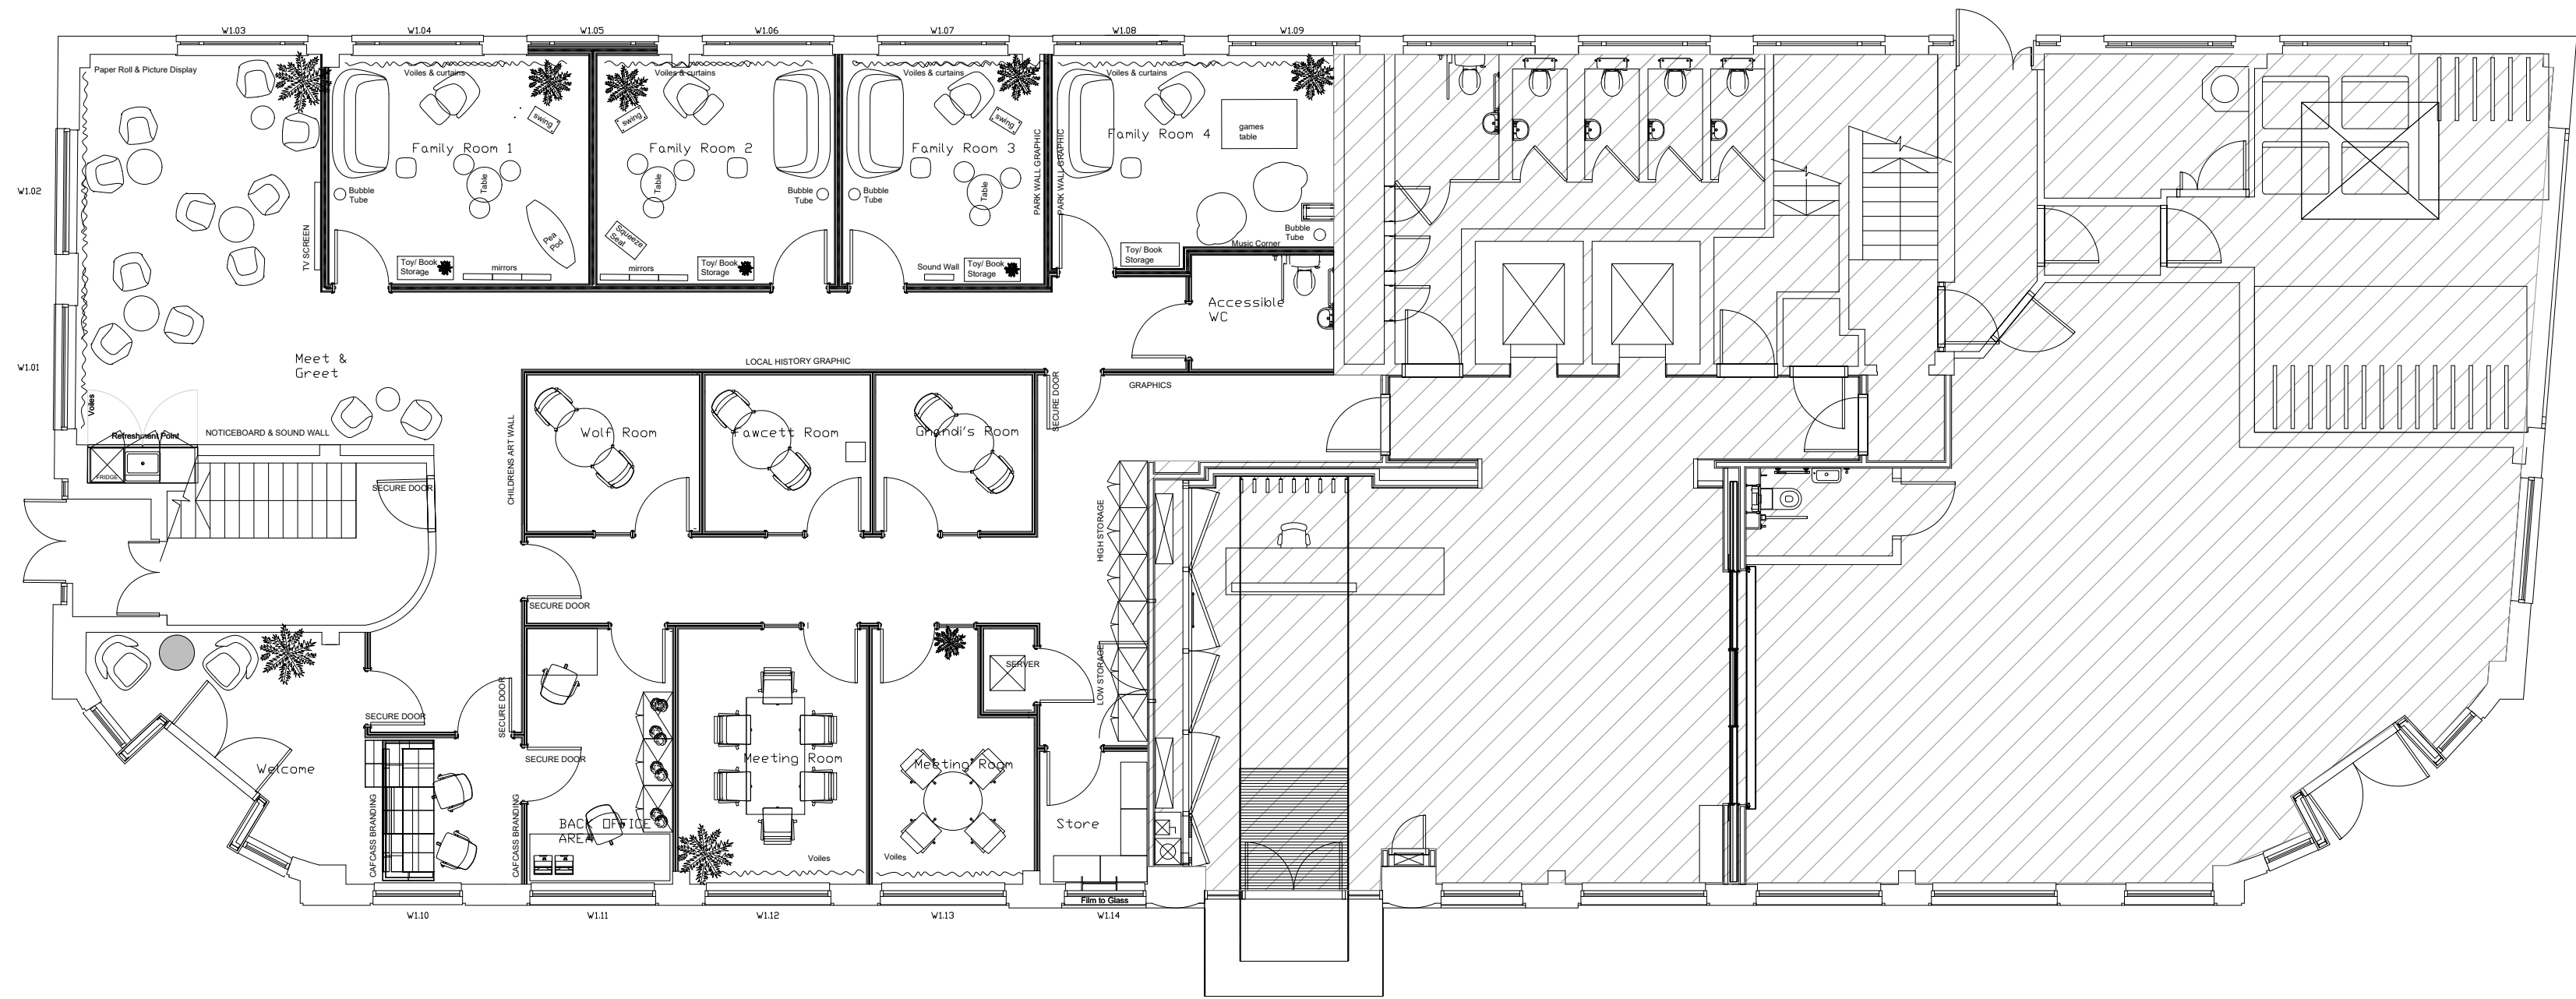 W1.03
W1.04
W1.05
W1.06
W1.07
W1.08
W1.09
Paper Roll & Picture Display
Voiles & curtains
Voiles & curtains
Voiles & curtains
Voiles & curtains
swing
swing
swing
games
table
Family Room 1
Family Room 2
Family Room 3
Family Room 4
PARK WALL GRAPHIC
PARK WALL GRAPHIC
W1.02
Bubble
Tube
Table
Table
Bubble
Tube
Bubble
Tube
Table
TV SCREEN
Pea
Pod
Squeeze
Seat
Bubble
Tube
Music Corner
Toy/ Book
Storage
mirrors
mirrors
Toy/ Book
Storage
Sound Wall
Toy/ Book
Storage
Toy/ Book
Storage
Accessible
WC
W1.01
Meet &
Greet
LOCAL HISTORY GRAPHIC
GRAPHICS
SECURE DOOR
Voiles
Refreshment Point
NOTICEBOARD & SOUND WALL
FRIDGE
CHILDRENS ART WALL
Wolf Room
Fawcett Room
Ghandi's Room
SECURE DOOR
HIGH STORAGE
SECURE DOOR
SERVER
LOW STORAGE
SECURE DOOR
SECURE DOOR
SECURE DOOR
Welcome
Meeting Room
Meeting Room
CAFCASS BRANDING
CAFCASS BRANDING
BACK OFFICE
AREA
Store
Voiles
Voiles
Film to Glass
W1.10
W1.11
W1.12
W1.13
W1.14